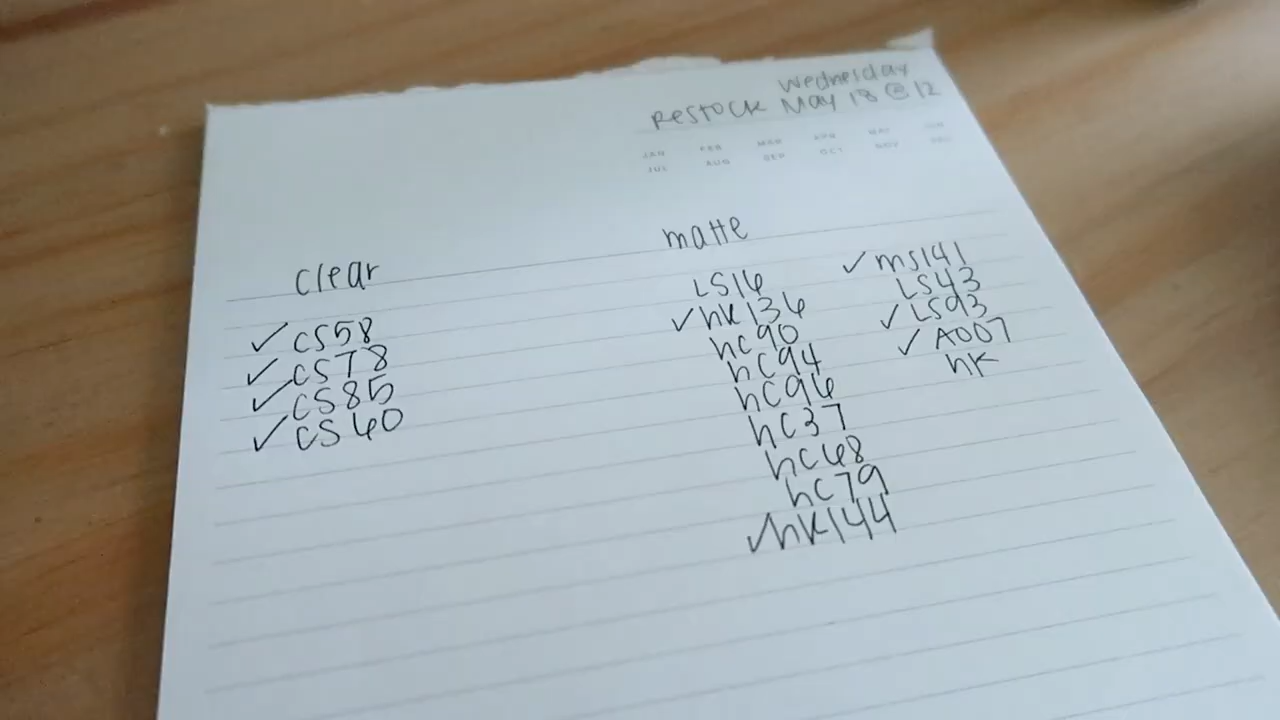 Wednesday
RESTOCK May 18 @ 12
JAN FEB MAR APR MAY JUN
JUL AUG SEP OCT NOV DEC
clear
✓ CS58
✓ CS78
✓ CS85
✓ CS60
matte
LS16
✓ hk136
hc90
hc94
hc96
hc37
hc68
hc79
✓ hk144
✓ ms141
LS43
✓ LS93
✓ A007
hk